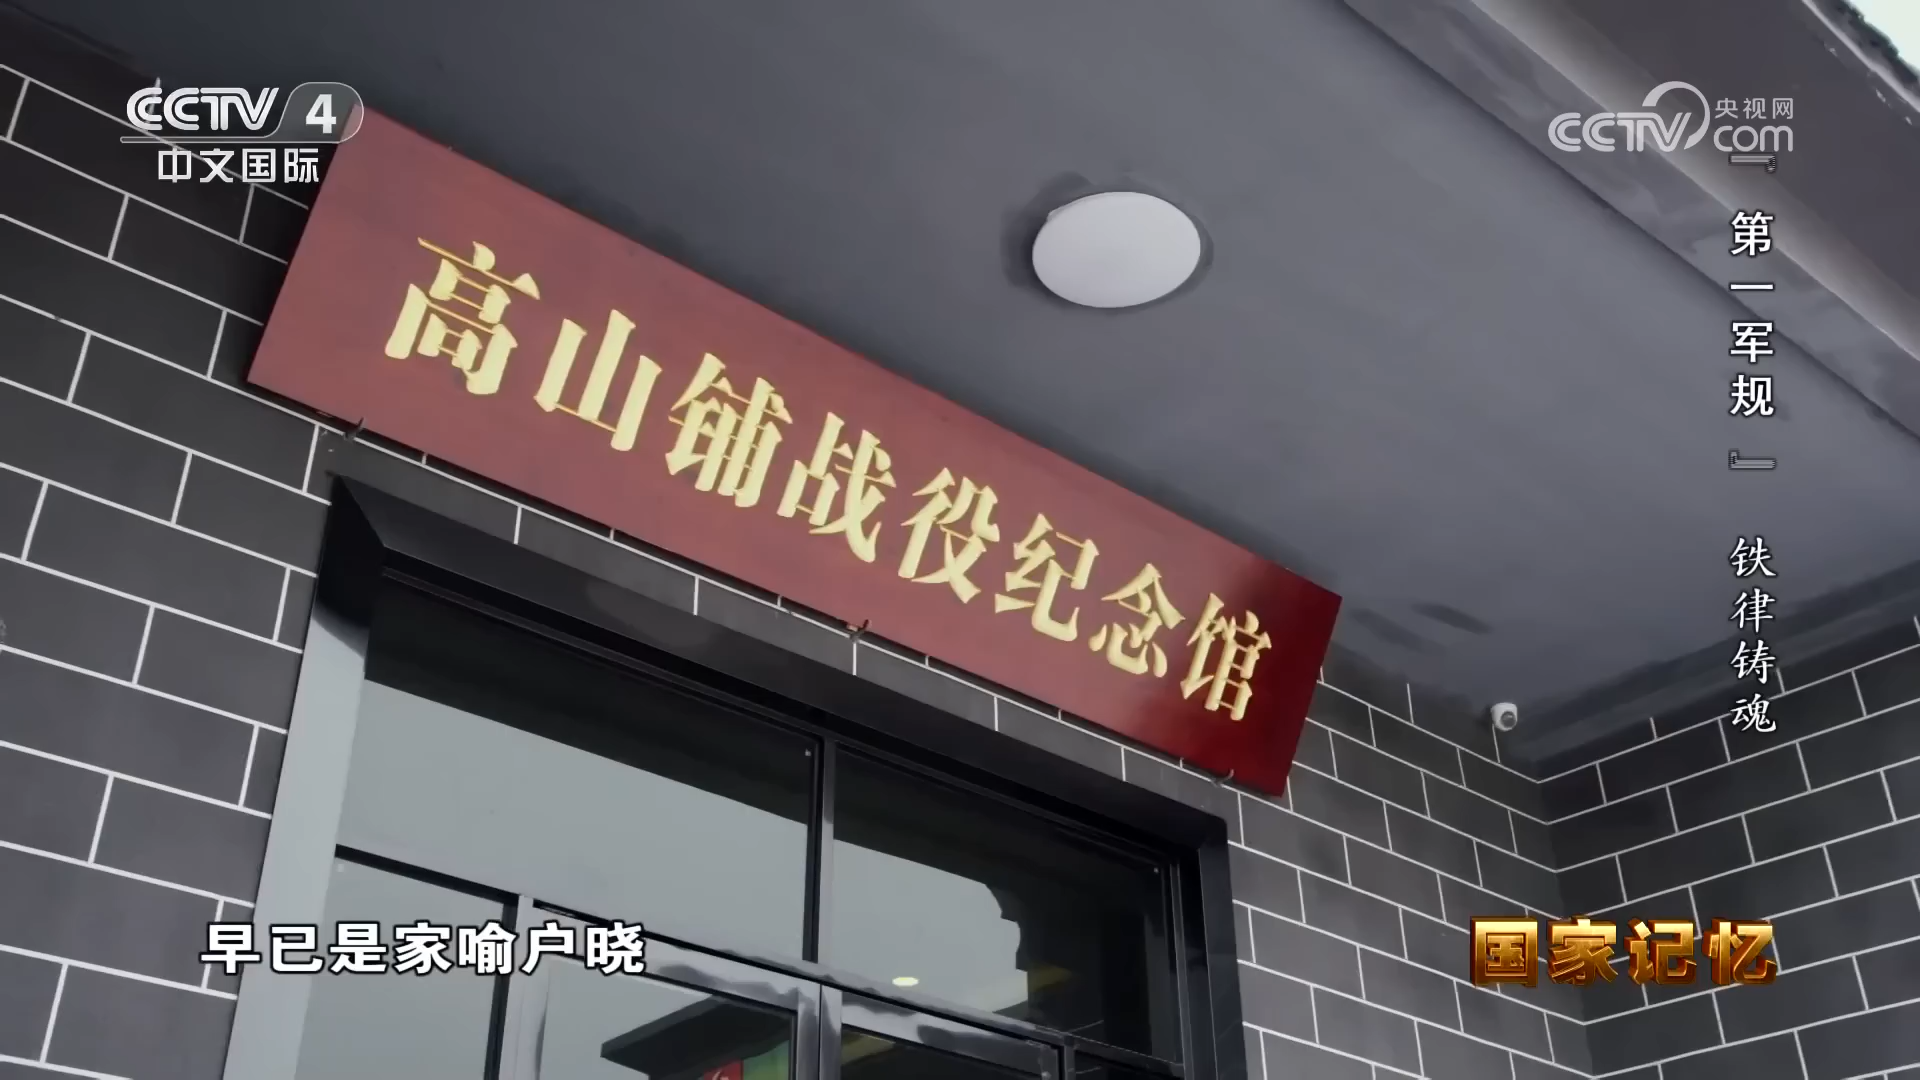 CCTV 4
中文国际
央视网
CCTV com
『第一军规』 铁律铸魂
高山铺战役纪念馆
早已是家喻户晓
国家记忆